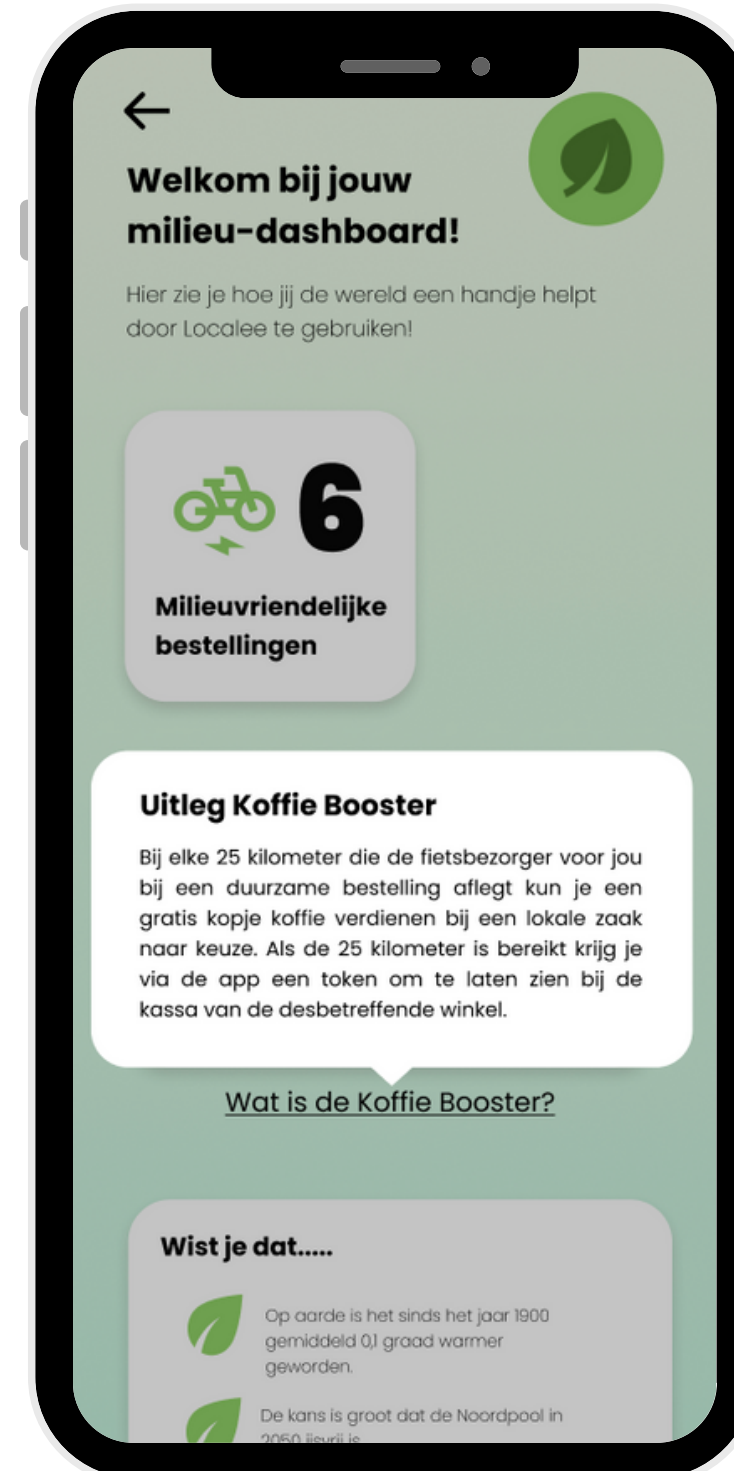 Welkom bij jouw
milieu-dashboard!
Hier zie je hoe jij de wereld een handje helpt
door Localee te gebruiken!
6
Milieuvriendelijke
bestellingen
Uitleg Koffie Booster
Bij elke 25 kilometer die de fietsbezorger voor jou
bij een duurzame bestelling aflegt kun je een
gratis kopje koffie verdienen bij een lokale zaak
naar keuze. Als de 25 kilometer is bereikt krijg je
via de app een token om te laten zien bij de
kassa van de desbetreffende winkel.
Wat is de Koffie Booster?
Wist je dat.....
Op aarde is het sinds het jaar 1900
gemiddeld 0,1 graad warmer
geworden.
De kans is groot dat de Noordpool in
2050 ijsvrij is